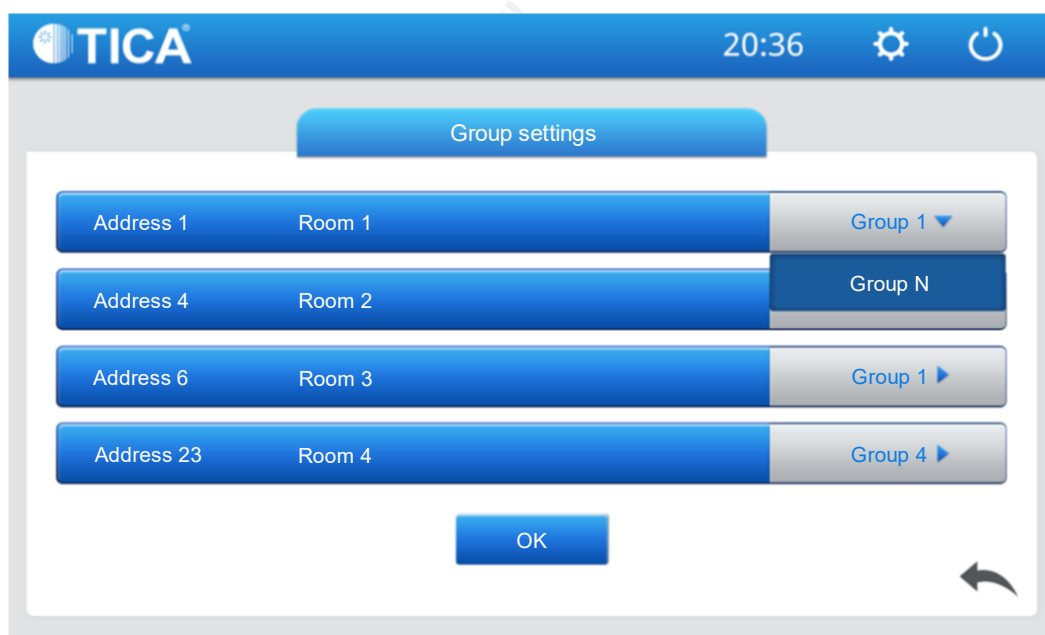 TICA® 20:36
Group settings
Address 1 Room 1 Group 1
Group N
Address 4 Room 2
Address 6 Room 3 Group 1
Address 23 Room 4 Group 4
OK